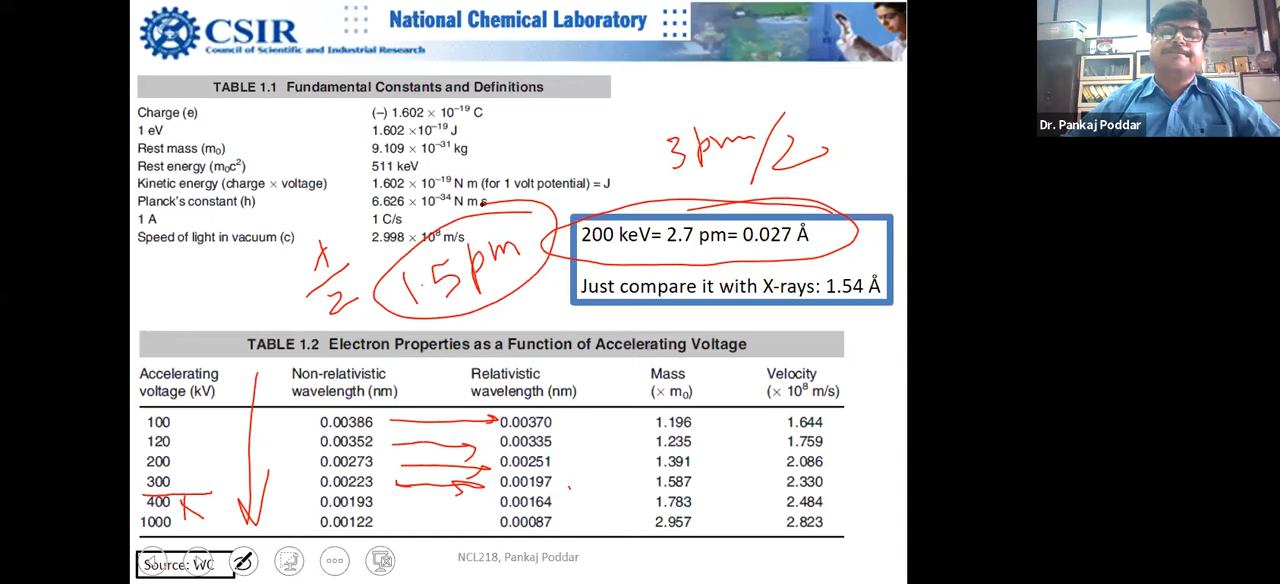 CSIR
Council of Scientific and Industrial Research
National Chemical Laboratory
Dr. Pankaj Poddar
TABLE 1.1 Fundamental Constants and Definitions
Charge (e) (−) 1.602 × 10⁻¹⁹ C
1 eV 1.602 ×10⁻¹⁹ J
Rest mass (m₀) 9.109 × 10⁻³¹ kg
Rest energy (m₀c²) 511 keV
Kinetic energy (charge × voltage) 1.602 × 10⁻¹⁹ N m (for 1 volt potential) = J
Planck's constant (h) 6.626 × 10⁻³⁴ N m s
1 A 1 C/s
Speed of light in vacuum (c) 2.998 × 10⁸ m/s
3 pm/2
200 keV= 2.7 pm= 0.027 Å
Just compare it with X-rays: 1.54 Å
λ/2
1.5 pm
TABLE 1.2 Electron Properties as a Function of Accelerating Voltage
Accelerating Non-relativistic Relativistic Mass Velocity
voltage (kV) wavelength (nm) wavelength (nm) (× m₀) (× 10⁸ m/s)
100 0.00386 0.00370 1.196 1.644
120 0.00352 0.00335 1.235 1.759
200 0.00273 0.00251 1.391 2.086
300 0.00223 0.00197 1.587 2.330
400 K 0.00193 0.00164 1.783 2.484
1000 0.00122 0.00087 2.957 2.823
Source: WC
NCL218, Pankaj Poddar